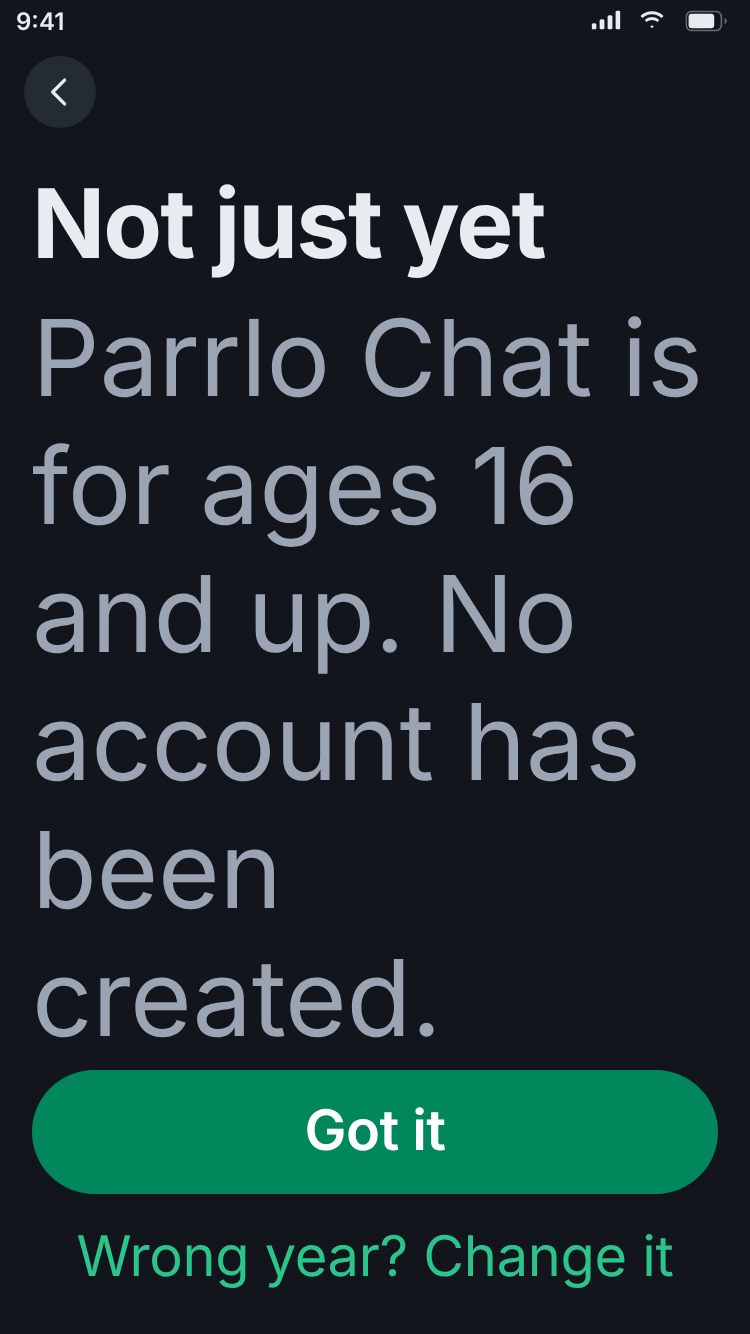 9:41
Not just yet
Parrlo Chat is
for ages 16
and up. No
account has
been
created.
Got it
Wrong year? Change it